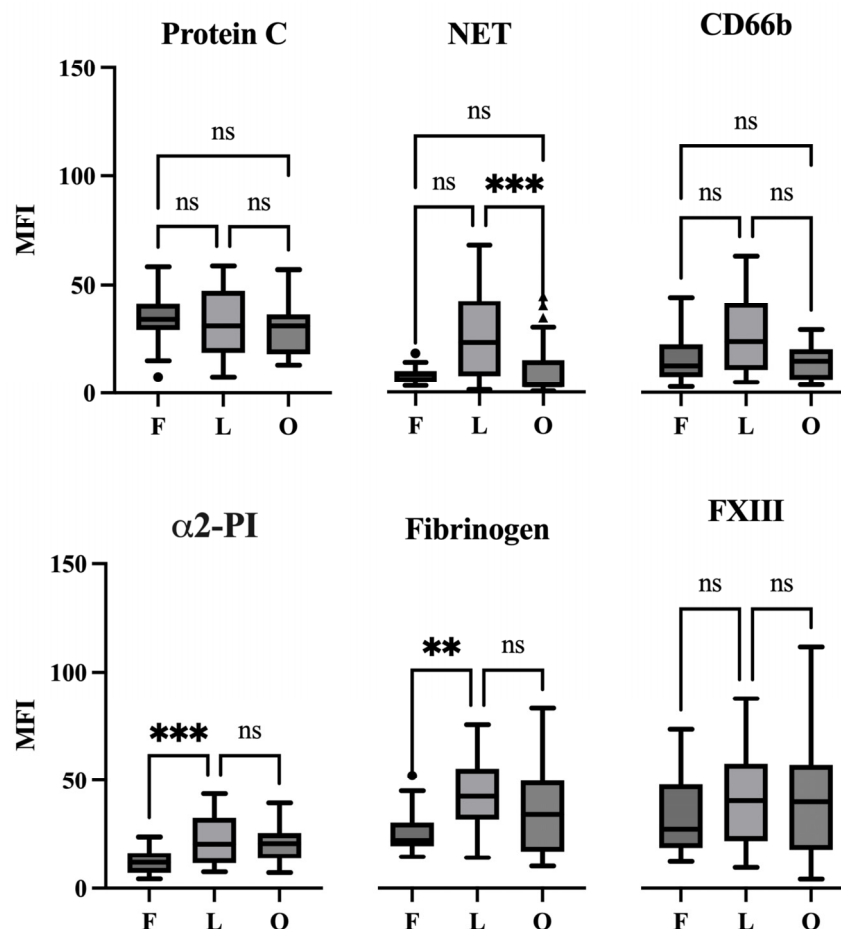 Protein C
NET
CD66b
150
100
50
0
MFI
ns
ns
ns
F L O
ns
ns
***
F L O
ns
ns
ns
F L O
α2-PI
Fibrinogen
FXIII
150
100
50
0
MFI
***
ns
F L O
**
ns
F L O
ns
ns
F L O